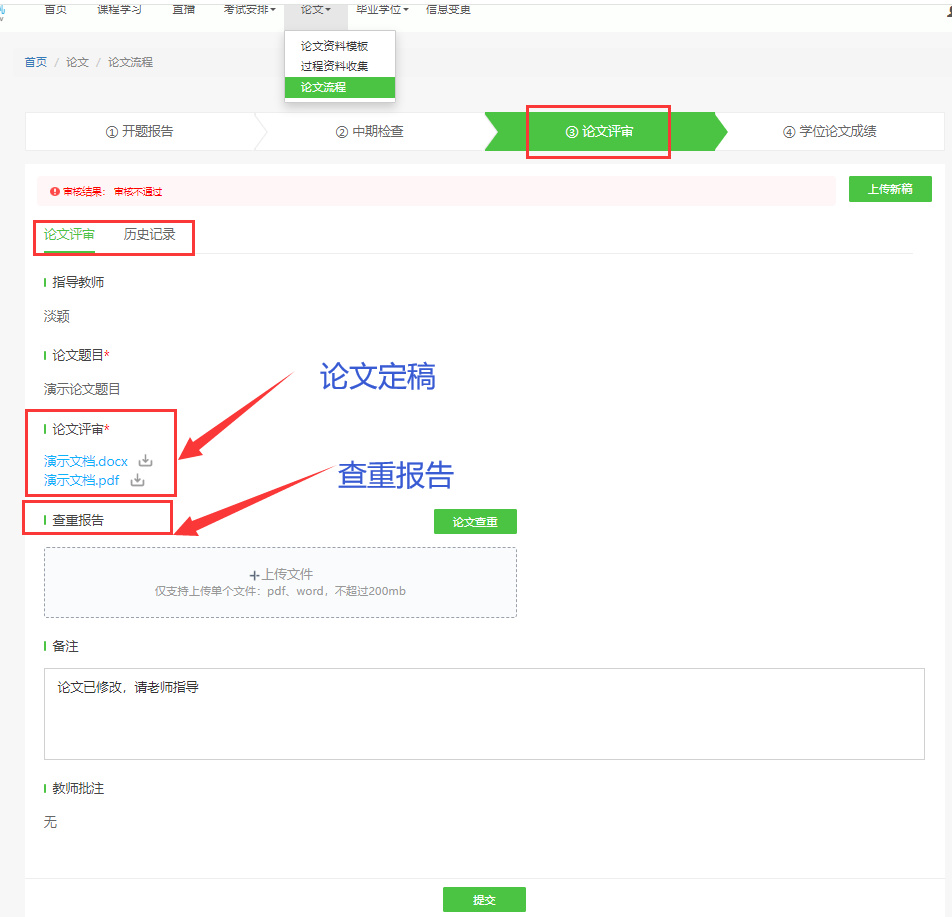 首页 课程学习 直播 考试安排 论文 毕业学位 信息变更
论文资料模板
过程资料收集
论文流程
首页 / 论文 / 论文流程
① 开题报告 ② 中期检查 ③ 论文评审 ④ 学位论文成绩
审核结果： 审核不通过 上传新稿
论文评审 历史记录
指导教师
淡颖
论文题目*
演示论文题目
论文定稿
论文评审*
演示文档.docx
演示文档.pdf
查重报告
查重报告 论文查重
+上传文件
仅支持上传单个文件：pdf、word，不超过200mb
备注
论文已修改，请老师指导
教师批注
无
提交